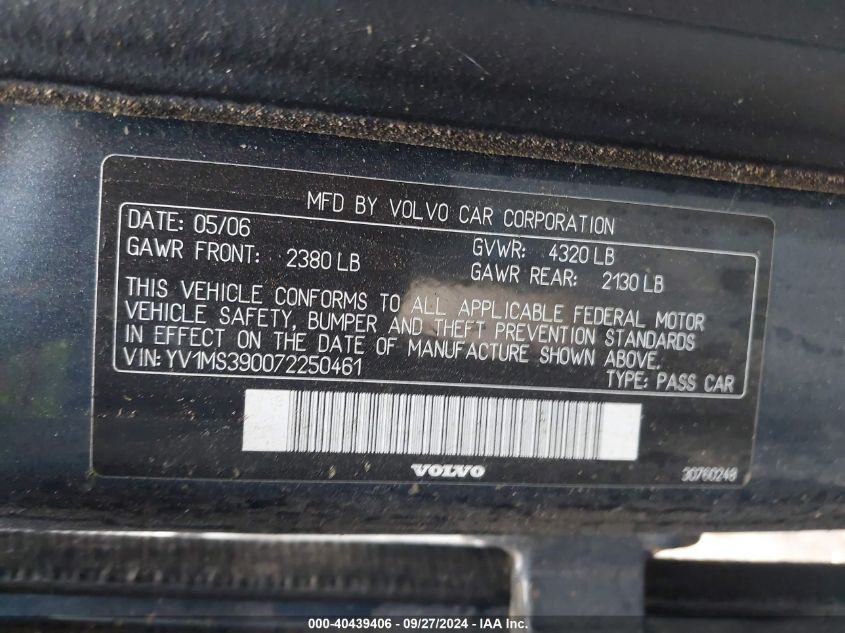 MFD BY VOLVO CAR CORPORATION
DATE: 05/06
GVWR: 4320 LB
GAWR FRONT: 2380 LB
GAWR REAR: 2130 LB
THIS VEHICLE CONFORMS TO ALL APPLICABLE FEDERAL MOTOR
VEHICLE SAFETY, BUMPER AND THEFT PREVENTION STANDARDS
IN EFFECT ON THE DATE OF MANUFACTURE SHOWN ABOVE.
VIN: YV1MS390072250461
TYPE: PASS CAR
VOLVO
30760248
000-40439406 - 09/27/2024 - IAA Inc.